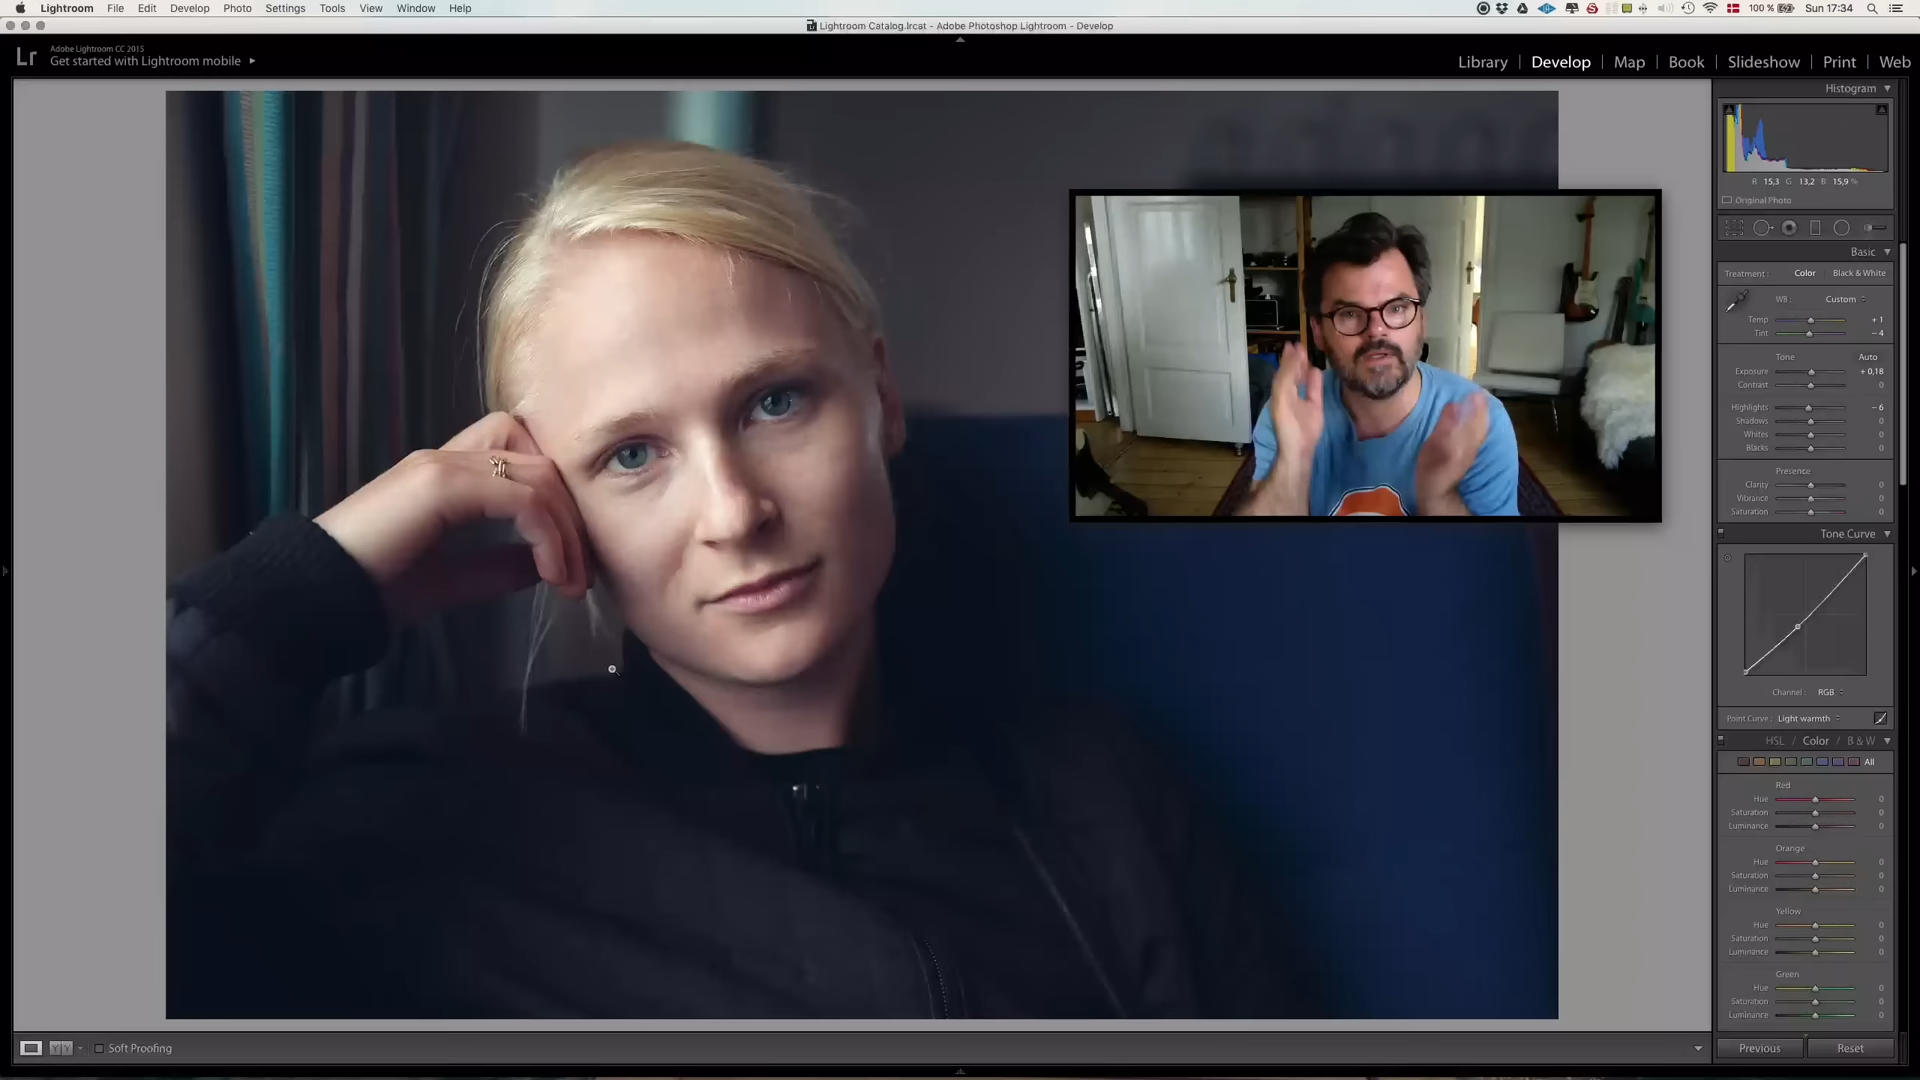 Lightroom File Edit Develop Photo Settings Tools View Window Help
100 % Sun 17:34
Lightroom Catalog.lrcat - Adobe Photoshop Lightroom - Develop
Lr
Adobe Lightroom CC 2015
Get started with Lightroom mobile
Library | Develop | Map | Book | Slideshow | Print | Web
Histogram
R 15,3 G 13,2 B 15,9 %
Original Photo
Basic
Treatment : Color Black & White
WB : Custom
Temp + 1
Tint − 4
Tone Auto
Exposure + 0,18
Contrast 0
Highlights − 6
Shadows 0
Whites 0
Blacks 0
Presence
Clarity 0
Vibrance 0
Saturation 0
Tone Curve
Channel : RGB
Point Curve : Light warmth
HSL / Color / B & W
All
Red
Hue 0
Saturation 0
Luminance 0
Orange
Hue 0
Saturation 0
Luminance 0
Yellow
Hue 0
Saturation 0
Luminance 0
Green
Hue 0
Saturation 0
Luminance 0
Soft Proofing
Previous Reset